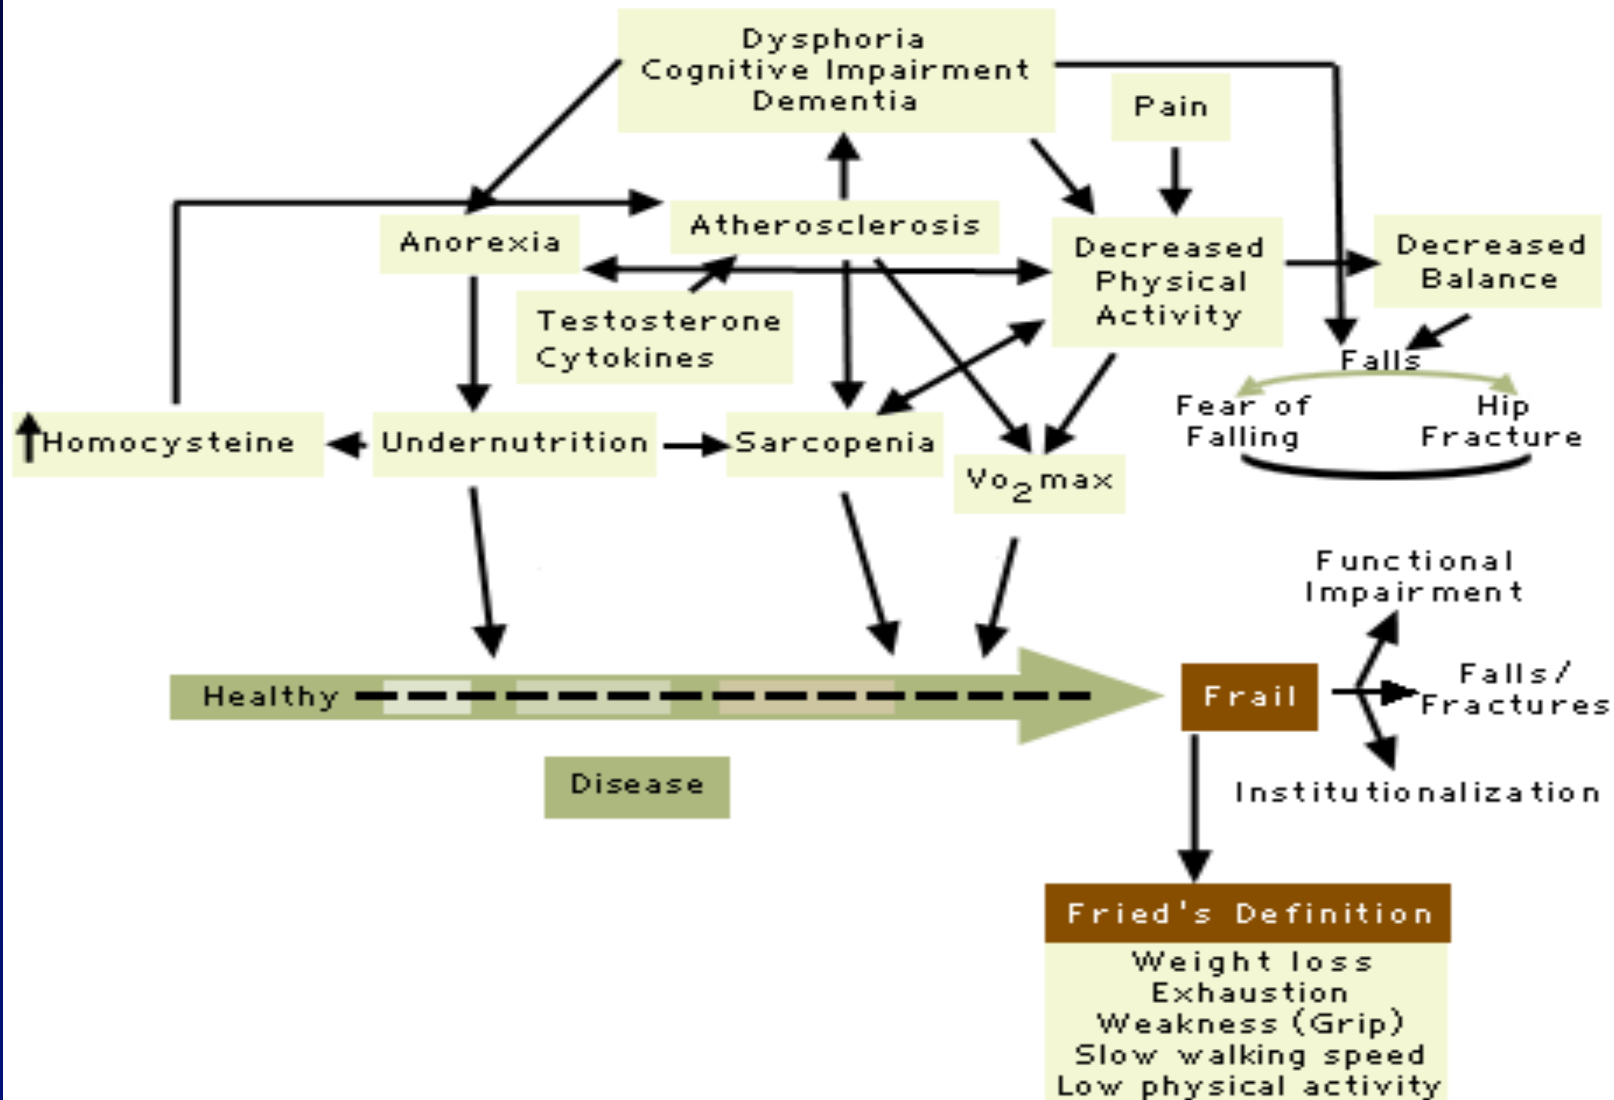 Dysphoria
Cognitive Impairment
Dementia
Pain
Anorexia
Atherosclerosis
Decreased
Physical
Activity
Decreased
Balance
Testosterone
Cytokines
Falls
Fear of
Falling
Hip
Fracture
Homocysteine
Undernutrition
Sarcopenia
Vo2max
Functional
Impairment
Healthy
Frail
Falls/
Fractures
Disease
Institutionalization
Fried's Definition
Weight loss
Exhaustion
Weakness (Grip)
Slow walking speed
Low physical activity